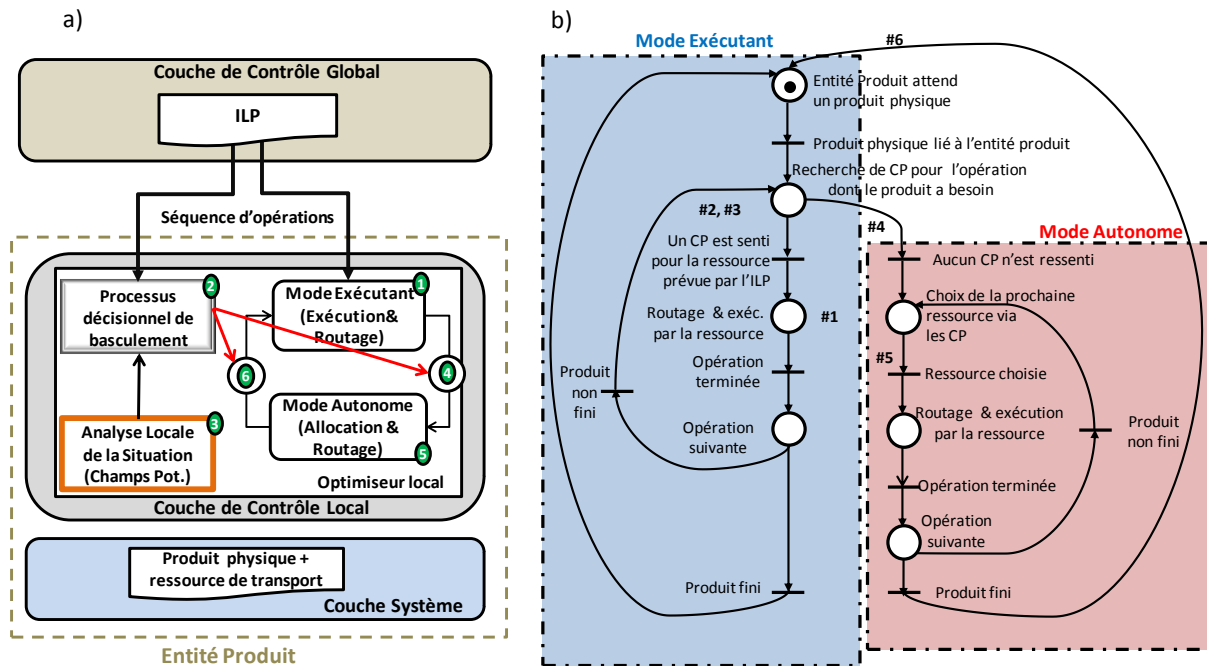 a)
Couche de Contrôle Global
ILP
Séquence d'opérations
Processus
décisionnel de
basculement
2
Mode Exécutant
(Exécution&
Routage)
1
6
4
Analyse Locale
de la Situation
(Champs Pot.)
3
Mode Autonome
(Allocation &
Routage)
5
Optimiseur local
Couche de Contrôle Local
Produit physique +
ressource de transport
Couche Système
Entité Produit
b)
Mode Exécutant
#6
Entité Produit attend
un produit physique
Produit physique lié à l'entité produit
Recherche de CP pour l'opération
dont le produit a besoin
#2, #3
#4
Un CP est senti
pour la ressource
prévue par l'ILP
Routage & exéc.
par la ressource
#1
Opération
terminée
Produit
non
fini
Opération
suivante
Produit fini
Mode Autonome
Aucun CP n'est ressenti
Choix de la prochaine
ressource via
les CP
#5
Ressource choisie
Routage & exécution
par la ressource
Produit
non fini
Opération terminée
Opération
suivante
Produit fini